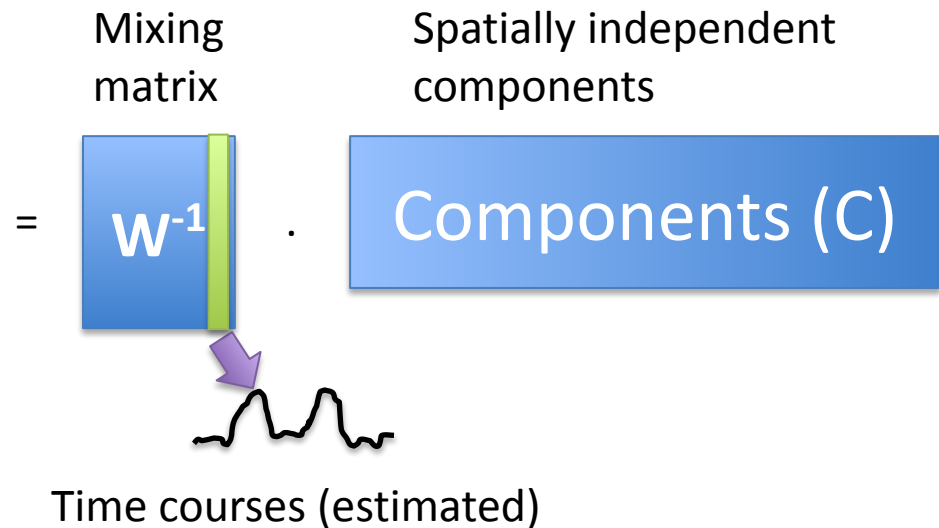 Mixing
matrix
Spatially independent
components
=
W⁻¹
.
Components (C)
Time courses (estimated)